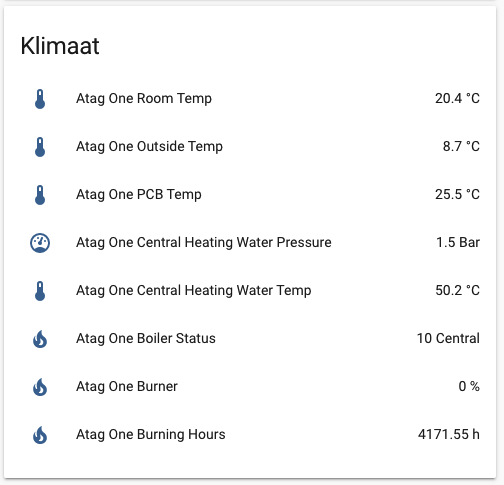 Klimaat
Atag One Room Temp 20.4 °C
Atag One Outside Temp 8.7 °C
Atag One PCB Temp 25.5 °C
Atag One Central Heating Water Pressure 1.5 Bar
Atag One Central Heating Water Temp 50.2 °C
Atag One Boiler Status 10 Central
Atag One Burner 0 %
Atag One Burning Hours 4171.55 h